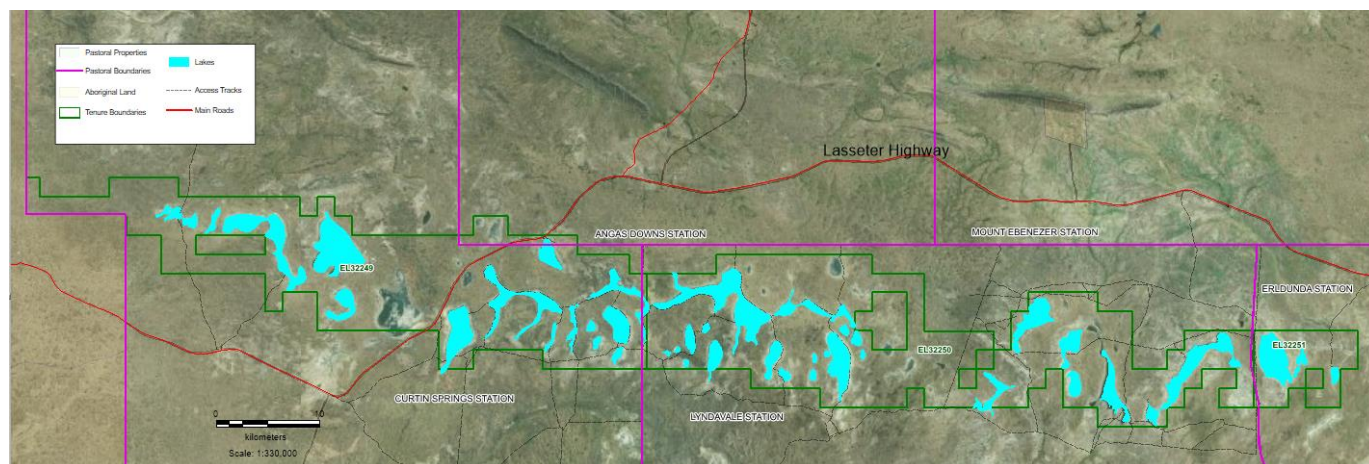 Pastoral Properties
Lakes
Pastoral Boundaries
Aboriginal Land
Access Tracks
Tenure Boundaries
Main Roads
Lasseter Highway
ANGAS DOWNS STATION
MOUNT EBENEZER STATION
EL32249
ERLDUNDA STATION
EL32250
EL32251
CURTIN SPRINGS STATION
LYNDAVALE STATION
0 10
kilometers
Scale: 1:330,000